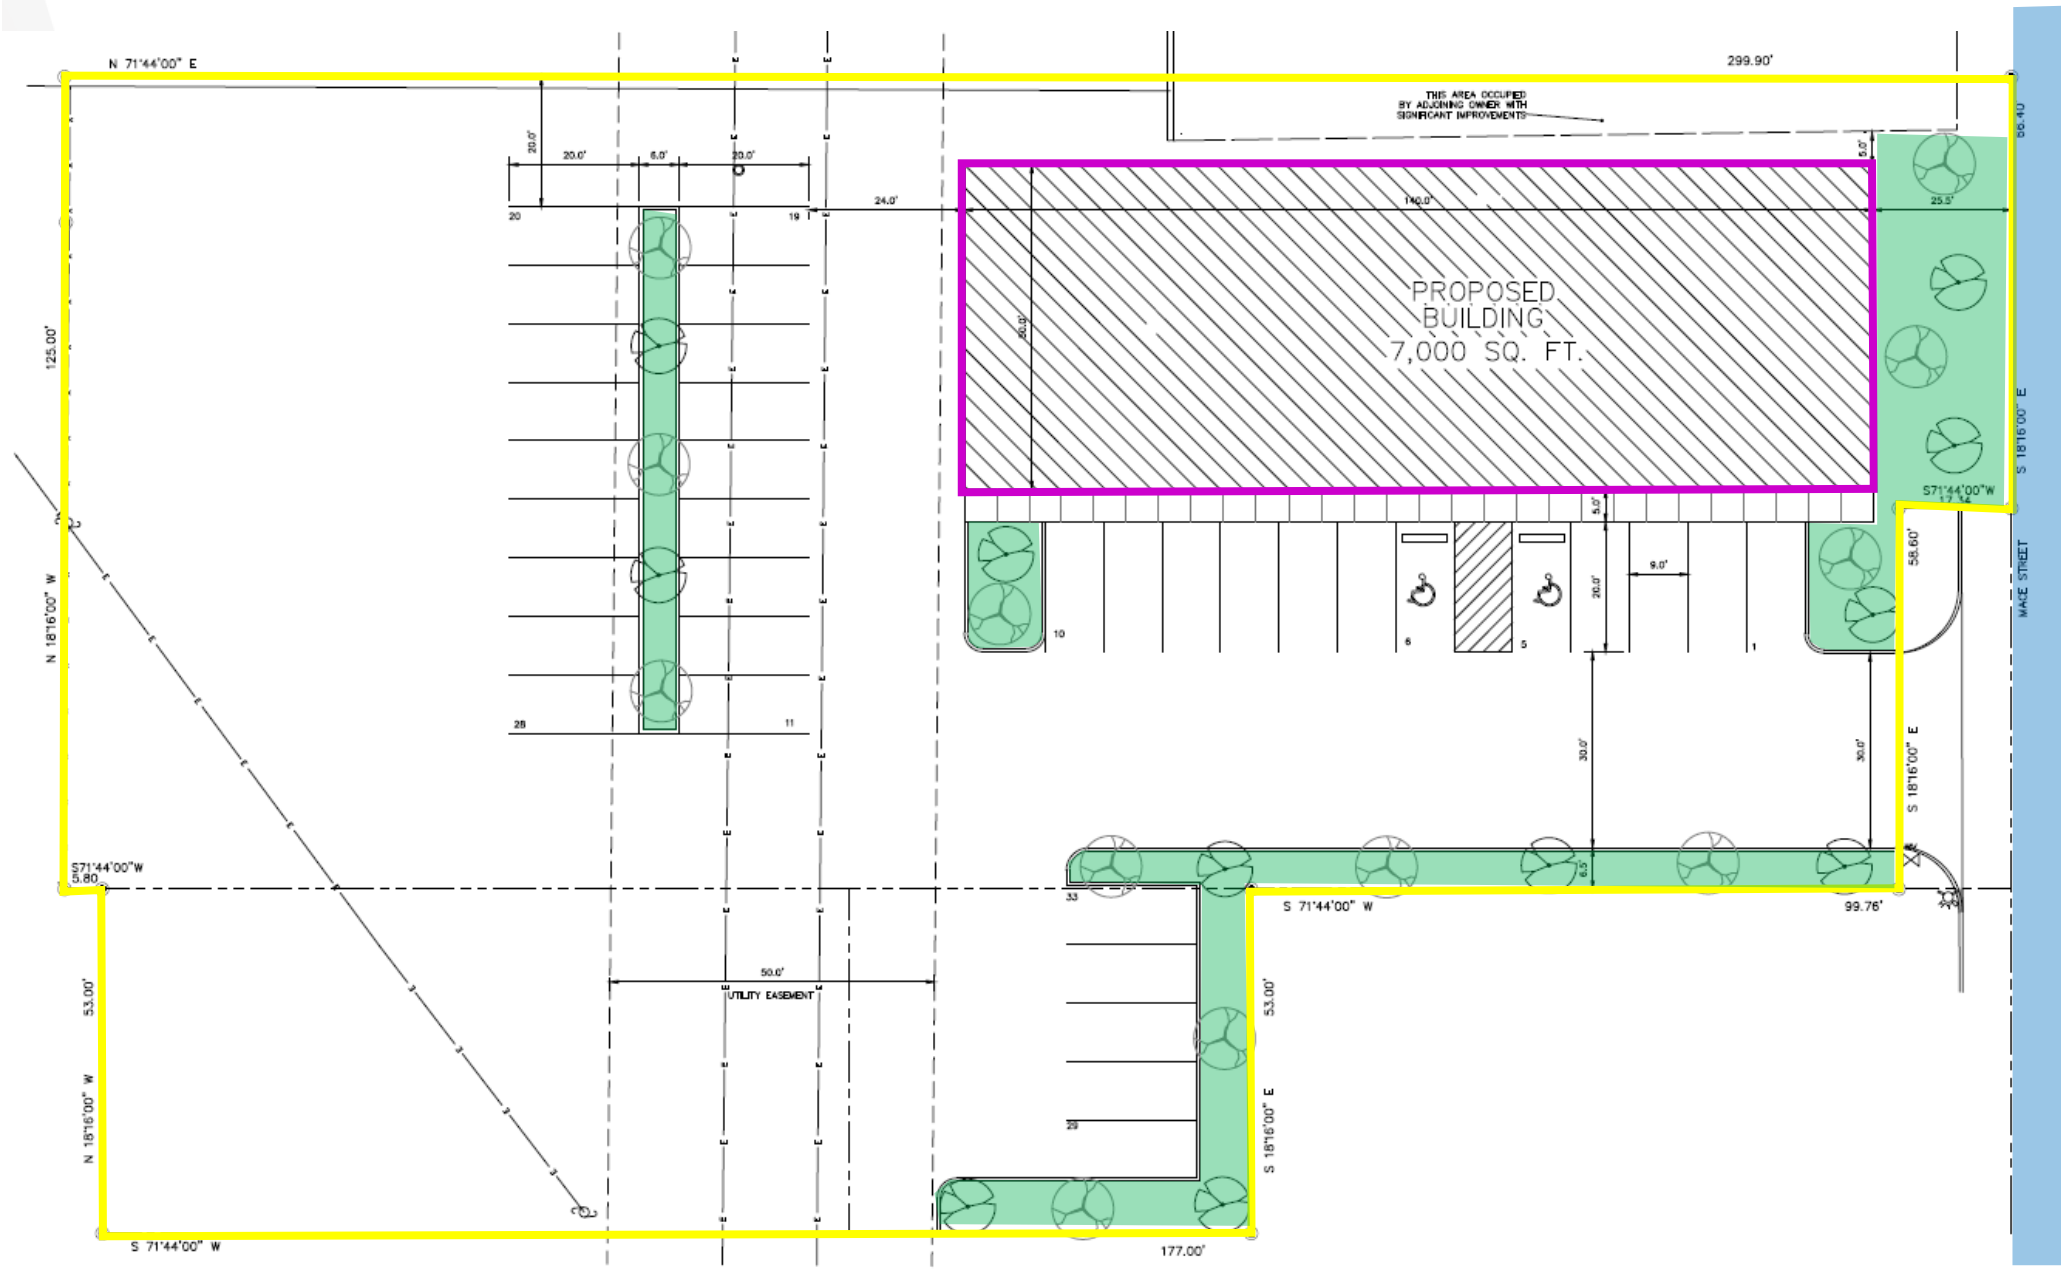 N 71°44'00" E
299.90'
THIS AREA OCCUPIED
BY ADJOINING OWNER WITH
SIGNIFICANT IMPROVEMENTS
66.40
20.0'
20.0'
6.0'
20.0'
5.0'
20
19
24.0'
140.0'
25.5'
PROPOSED
BUILDING
7,000 SQ. FT.
50.0'
125.00'
N 18°16'00" W
S 18°16'00" E
S71°44'00"W
17.34
5.0'
58.60'
MACE STREET
9.0'
20.0'
10
6
5
1
28
11
30.0'
30.0'
S 18°16'00" E
S71°44'00"W
5.80
6.5'
33
S 71°44'00" W
99.76'
50.0'
UTILITY EASEMENT
53.00'
53.00'
N 18°16'00" W
S 18°16'00" E
29
S 71°44'00" W
177.00'